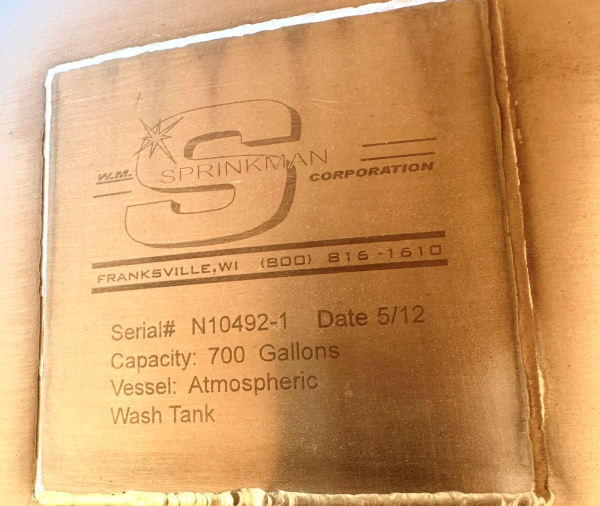 W.M. SPRINKMAN CORPORATION
FRANKSVILLE, WI (800) 816-1610
Serial# N10492-1 Date 5/12
Capacity: 700 Gallons
Vessel: Atmospheric
Wash Tank